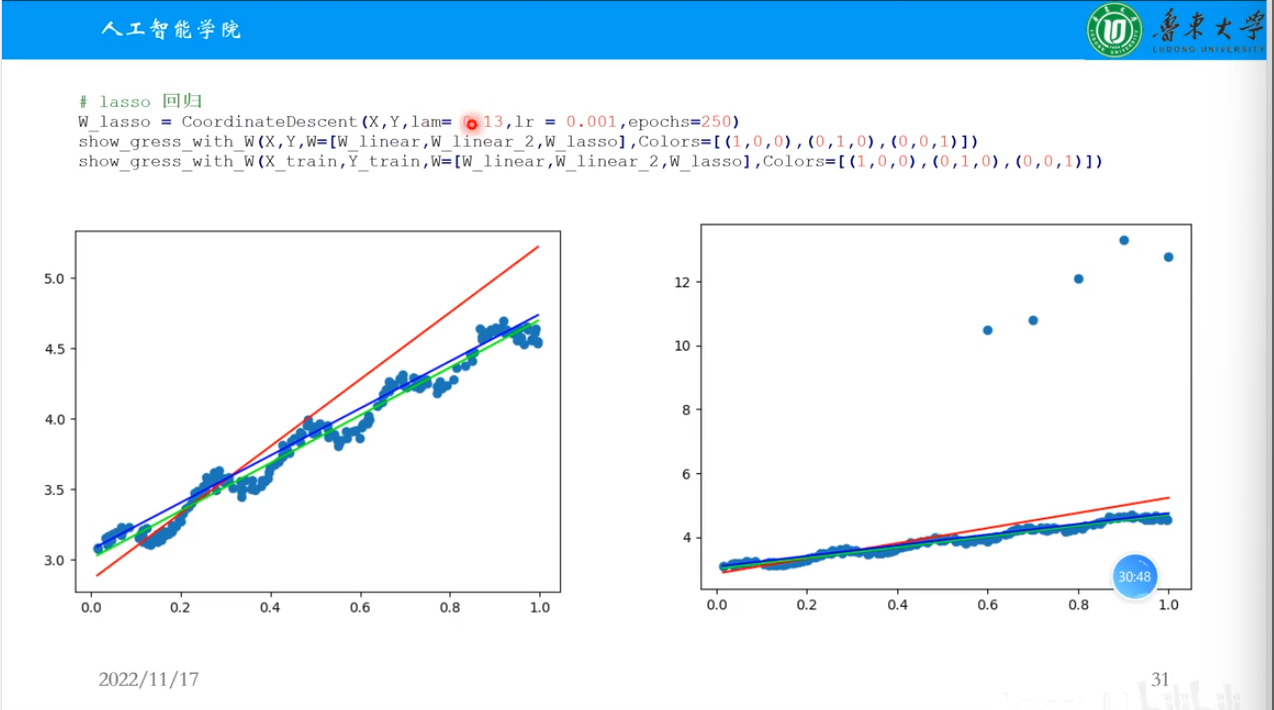 人工智能学院
魯東大学
LUDONG UNIVERSITY
# lasso 回归
W_lasso = CoordinateDescent(X,Y,lam= 0.13,lr = 0.001,epochs=250)
show_gress_with_W(X,Y,W=[W_linear,W_linear_2,W_lasso],Colors=[(1,0,0),(0,1,0),(0,0,1)])
show_gress_with_W(X_train,Y_train,W=[W_linear,W_linear_2,W_lasso],Colors=[(1,0,0),(0,1,0),(0,0,1)])
5.0
4.5
4.0
3.5
3.0
0.0 0.2 0.4 0.6 0.8 1.0
12
10
8
6
4
0.0 0.2 0.4 0.6 0.8 1.0
30:48
2022/11/17
31